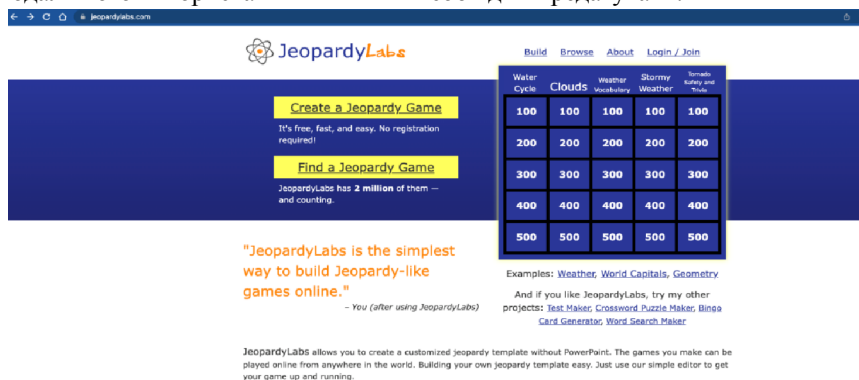 jeopardylabs.com
JeopardyLabs
Build Browse About Login / Join
Water Cycle Clouds Weather Vocabulary Stormy Weather Tornado Safety and Trivia
100 100 100 100 100
200 200 200 200 200
300 300 300 300 300
400 400 400 400 400
500 500 500 500 500
Create a Jeopardy Game
It's free, fast, and easy. No registration
required!
Find a Jeopardy Game
JeopardyLabs has 2 million of them —
and counting.
"JeopardyLabs is the simplest
way to build Jeopardy-like
games online."
– You (after using JeopardyLabs)
Examples: Weather, World Capitals, Geometry
And if you like JeopardyLabs, try my other
projects: Test Maker, Crossword Puzzle Maker, Bingo
Card Generator, Word Search Maker
JeopardyLabs allows you to create a customized jeopardy template without PowerPoint. The games you make can be
played online from anywhere in the world. Building your own jeopardy template easy. Just use our simple editor to get
your game up and running.